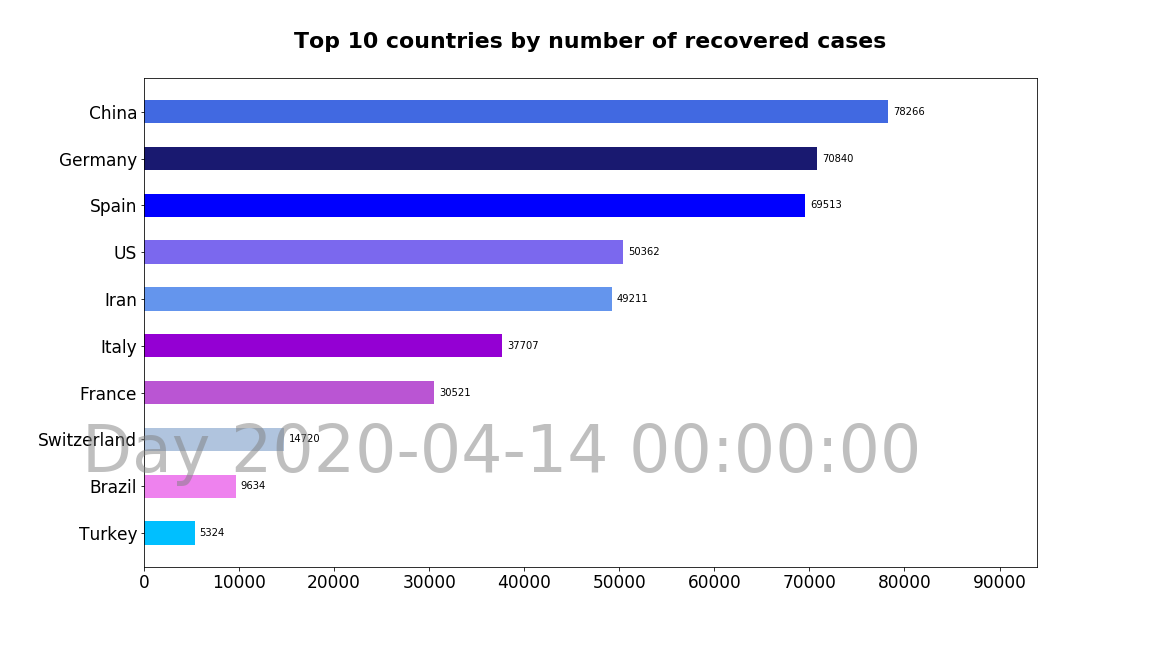 Top 10 countries by number of recovered cases
China 78266
Germany 70840
Spain 69513
US 50362
Iran 49211
Italy 37707
France 30521
Switzerland 14720
Day 2020-04-14 00:00:00
Brazil 9634
Turkey 5324
0 10000 20000 30000 40000 50000 60000 70000 80000 90000